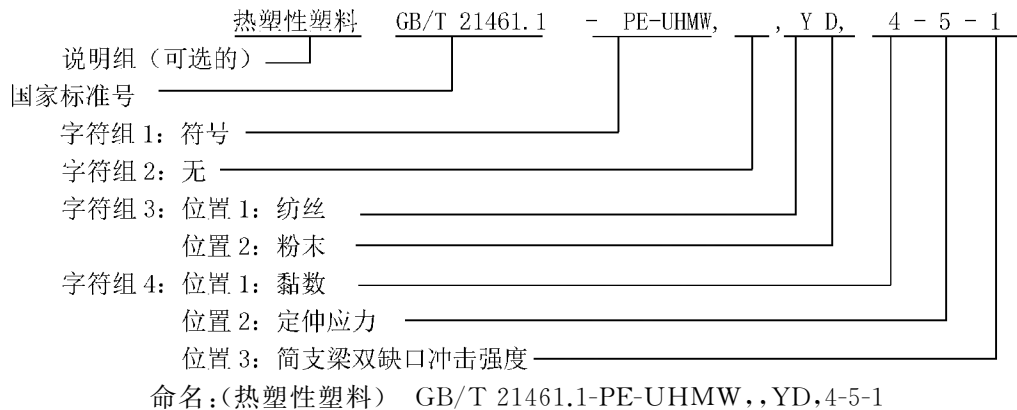 热塑性塑料 GB/T 21461.1 - PE-UHMW, , Y D, 4 - 5 - 1
说明组(可选的)
国家标准号
字符组 1:符号
字符组 2:无
字符组 3:位置 1:纺丝
位置 2:粉末
字符组 4:位置 1:黏数
位置 2:定伸应力
位置 3:简支梁双缺口冲击强度
命名:(热塑性塑料) GB/T 21461.1-PE-UHMW,,YD,4-5-1